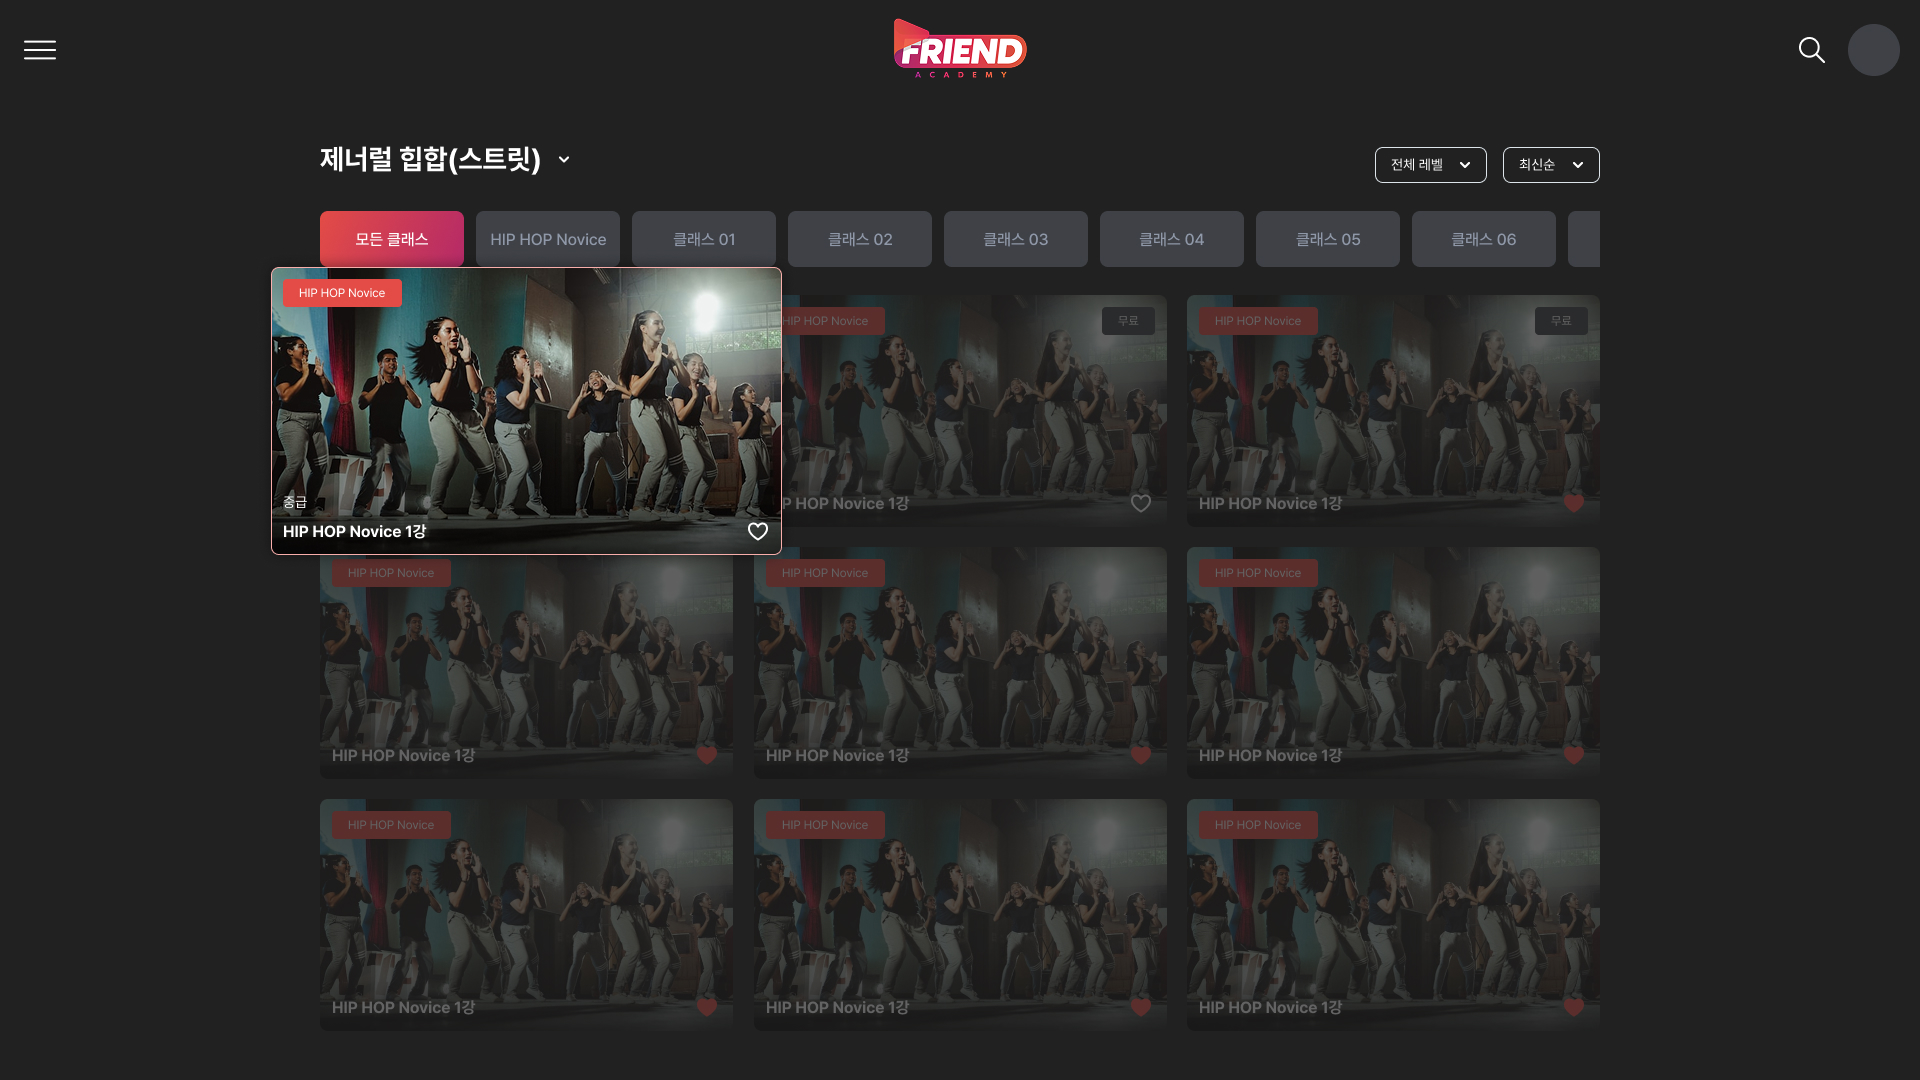 FRIEND
ACADEMY
제너럴 힙합(스트릿)
전체 레벨
최신순
모든 클래스
HIP HOP Novice
클래스 01
클래스 02
클래스 03
클래스 04
클래스 05
클래스 06
HIP HOP Novice
중급
HIP HOP Novice 1강
HIP HOP Novice
무료
P HOP Novice 1강
HIP HOP Novice
무료
HIP HOP Novice 1강
HIP HOP Novice
HIP HOP Novice 1강
HIP HOP Novice
HIP HOP Novice 1강
HIP HOP Novice
HIP HOP Novice 1강
HIP HOP Novice
HIP HOP Novice 1강
HIP HOP Novice
HIP HOP Novice 1강
HIP HOP Novice
HIP HOP Novice 1강